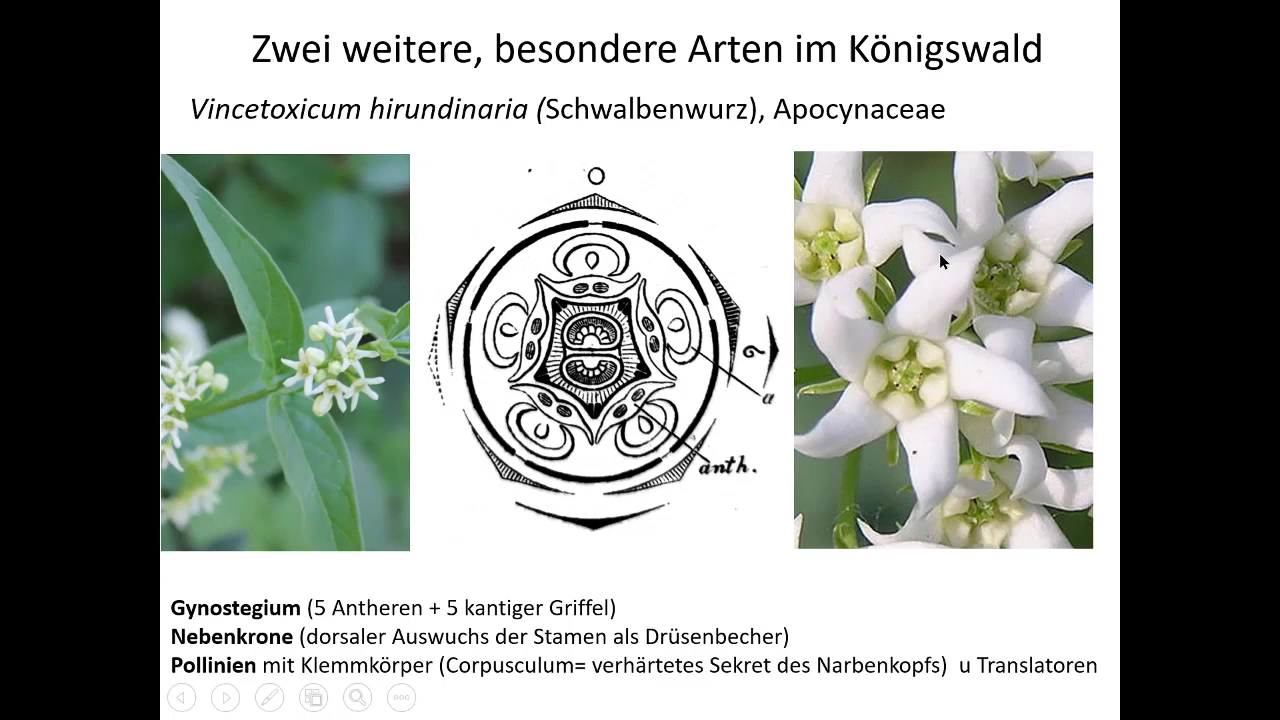 Zwei weitere, besondere Arten im Königswald
Vincetoxicum hirundinaria (Schwalbenwurz), Apocynaceae
a
anth.
Gynostegium (5 Antheren + 5 kantiger Griffel)
Nebenkrone (dorsaler Auswuchs der Stamen als Drüsenbecher)
Pollinien mit Klemmkörper (Corpusculum= verhärtetes Sekret des Narbenkopfs)  u Translatoren